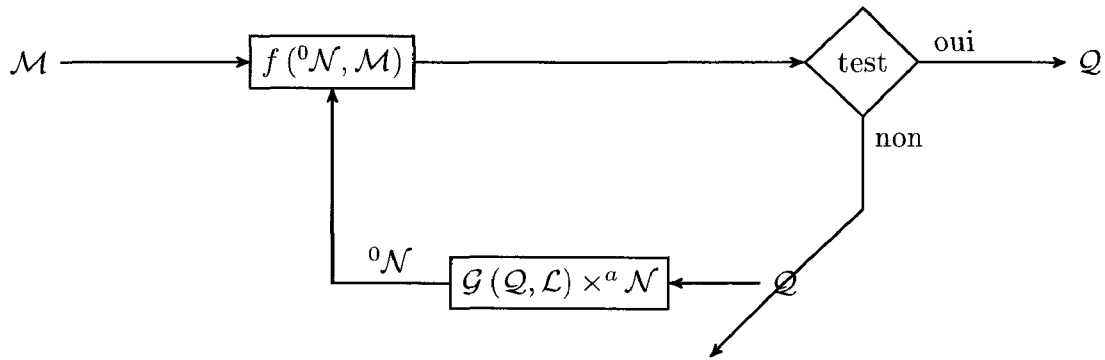 ℳ f (⁰𝒩, ℳ) test oui 𝒬
non
⁰𝒩
𝒢 (𝒬, ℒ) ×ᵃ 𝒩 𝒬